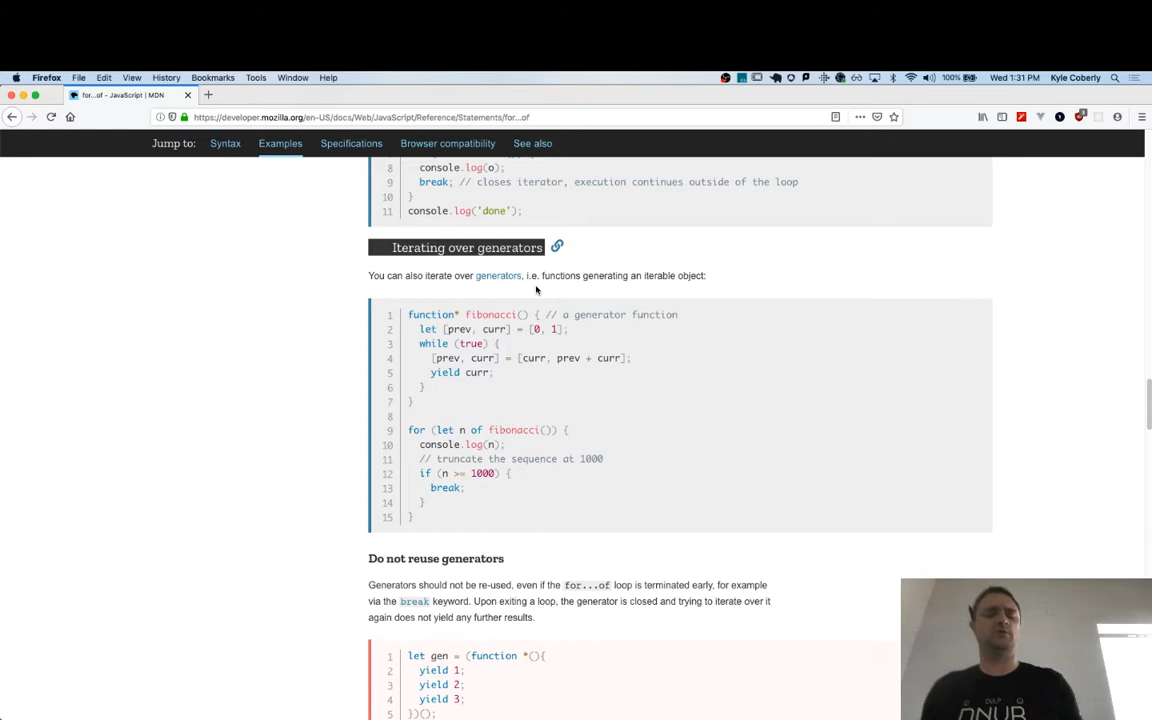 Firefox File Edit View History Bookmarks Tools Window Help 100% Wed 1:31 PM Kyle Coberly
for...of - JavaScript | MDN
https://developer.mozilla.org/en-US/docs/Web/JavaScript/Reference/Statements/for...of
Jump to: Syntax Examples Specifications Browser compatibility See also
8 console.log(o);
9 break; // closes iterator, execution continues outside of the loop
10 }
11 console.log('done');
Iterating over generators
You can also iterate over generators, i.e. functions generating an iterable object:
1 function* fibonacci() { // a generator function
2 let [prev, curr] = [0, 1];
3 while (true) {
4 [prev, curr] = [curr, prev + curr];
5 yield curr;
6 }
7 }
8
9 for (let n of fibonacci()) {
10 console.log(n);
11 // truncate the sequence at 1000
12 if (n >= 1000) {
13 break;
14 }
15 }
Do not reuse generators
Generators should not be re-used, even if the for...of loop is terminated early, for example
via the break keyword. Upon exiting a loop, the generator is closed and trying to iterate over it
again does not yield any further results.
1 let gen = (function *(){
2 yield 1;
3 yield 2;
4 yield 3;
5 })();